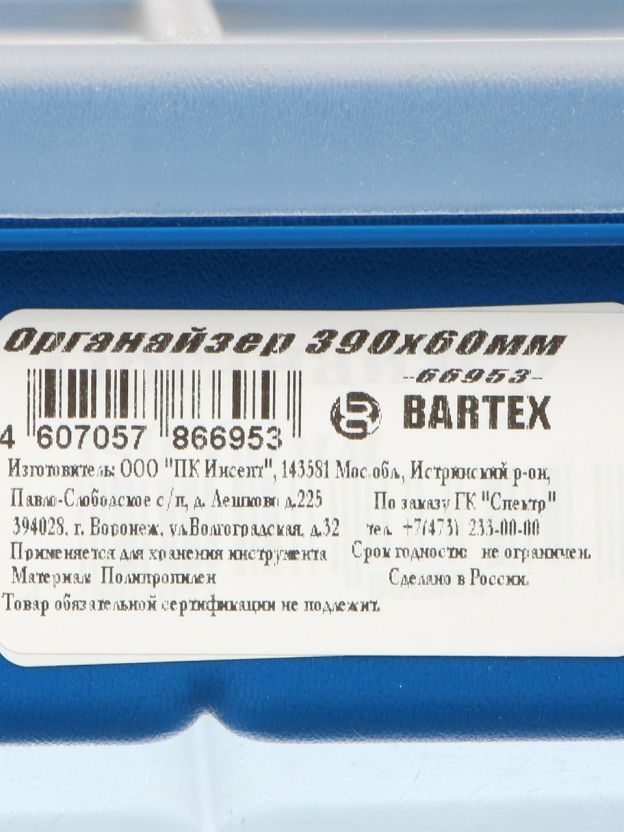 Органайзер 390х60мм
-66953-
BARTEX
4 607057 866953
Изготовитель: ООО "ПК Инсепт", 143581 Мос.обл., Истринский р-он,
Павло-Слободское с/п, д. Лешково д.225 По заказу ГК "Спектр"
394028, г. Воронеж, ул.Волгоградская, д.32 тел. +7(473) 233-00-00
Применяется для хранения инструмента Срок годности: не ограничен.
Материал: Полипропилен Сделано в России.
Товар обязательной сертификации не подлежит.